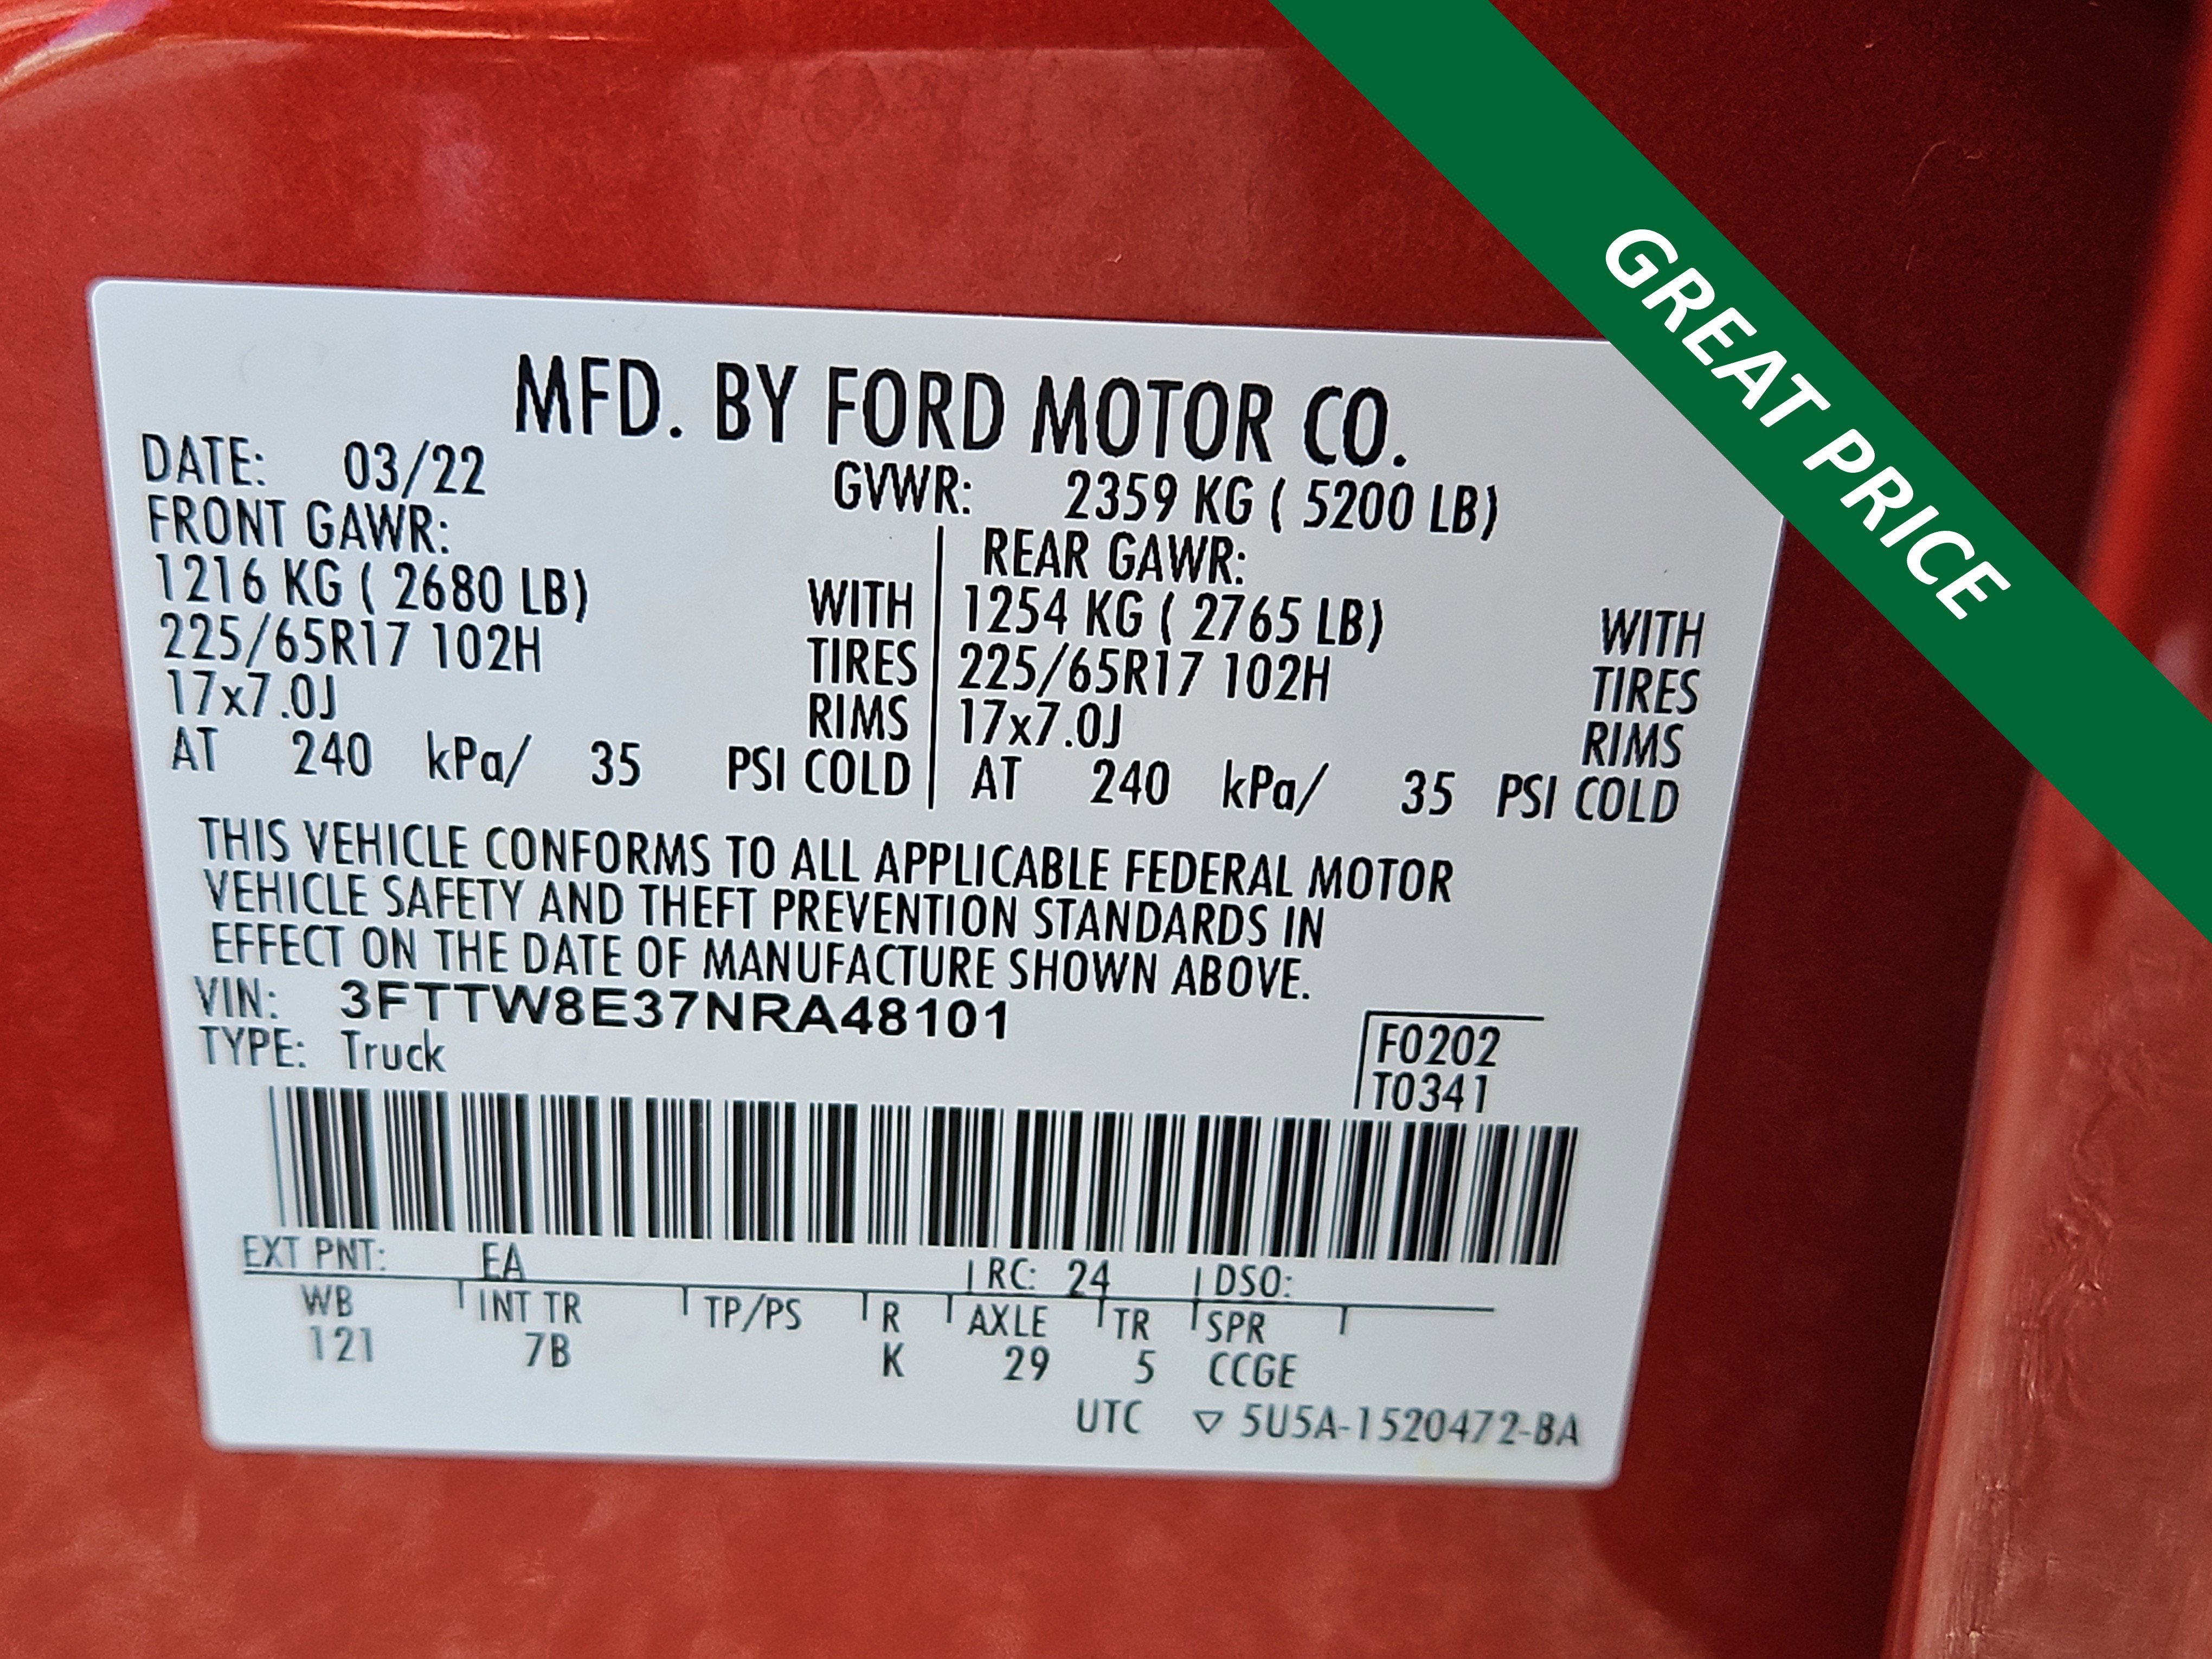 GREAT PRICE
MFD. BY FORD MOTOR CO.
DATE: 03/22 GVWR: 2359 KG ( 5200 LB)
FRONT GAWR: REAR GAWR:
1216 KG ( 2680 LB) WITH 1254 KG ( 2765 LB) WITH
225/65R17 102H TIRES 225/65R17 102H TIRES
17x7.0J RIMS 17x7.0J RIMS
AT 240 kPa/ 35 PSI COLD AT 240 kPa/ 35 PSI COLD
THIS VEHICLE CONFORMS TO ALL APPLICABLE FEDERAL MOTOR
VEHICLE SAFETY AND THEFT PREVENTION STANDARDS IN
EFFECT ON THE DATE OF MANUFACTURE SHOWN ABOVE.
VIN: 3FTTW8E37NRA48101
TYPE: Truck
F0202
T0341
EXT PNT: EA RC: 24 DSO:
WB INT TR TP/PS R AXLE TR SPR
121 7B K 29 5 CCGE
UTC ▽ 5U5A-1520472-BA